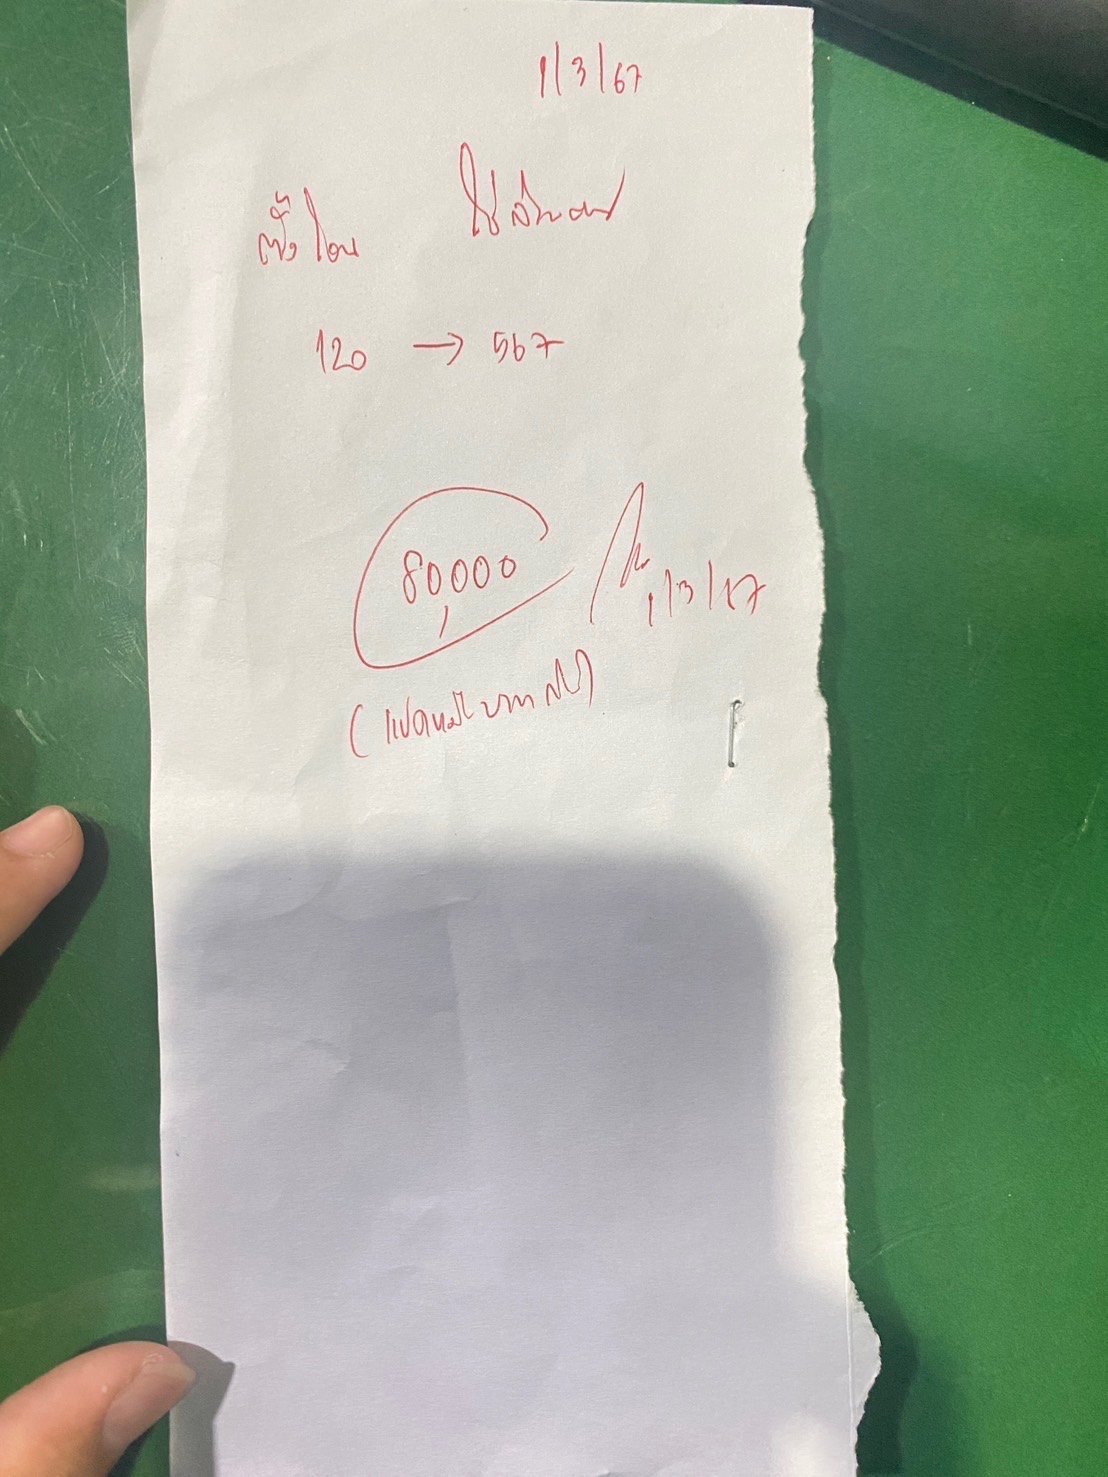 1/3/67
ตั๋วโอน
120 → 567
80,000
1/3/67
(แปดหมื่นบาทถ้วน)